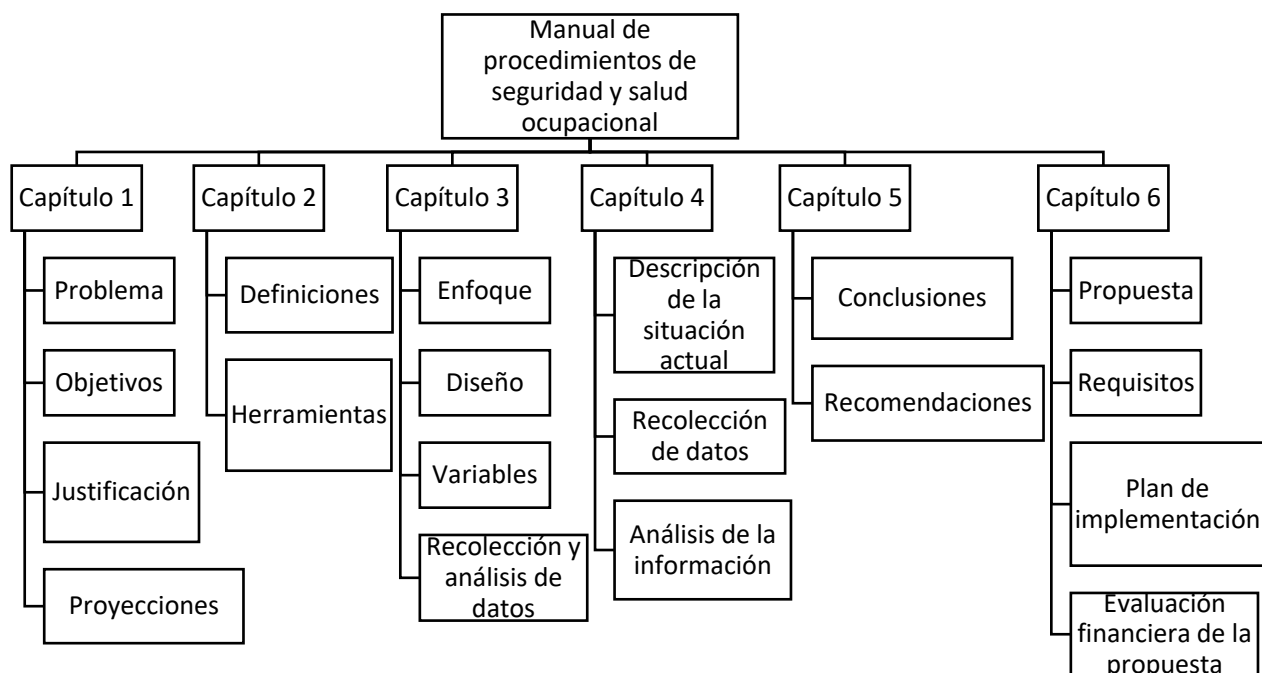 Manual de
procedimientos de
seguridad y salud
ocupacional
Capítulo 1
Problema
Objetivos
Justificación
Proyecciones
Capítulo 2
Definiciones
Herramientas
Capítulo 3
Enfoque
Diseño
Variables
Recolección y
análisis de
datos
Capítulo 4
Descripción
de la
situación
actual
Recolección
de datos
Análisis de la
información
Capítulo 5
Conclusiones
Recomendaciones
Capítulo 6
Propuesta
Requisitos
Plan de
implementación
Evaluación
financiera de la
propuesta